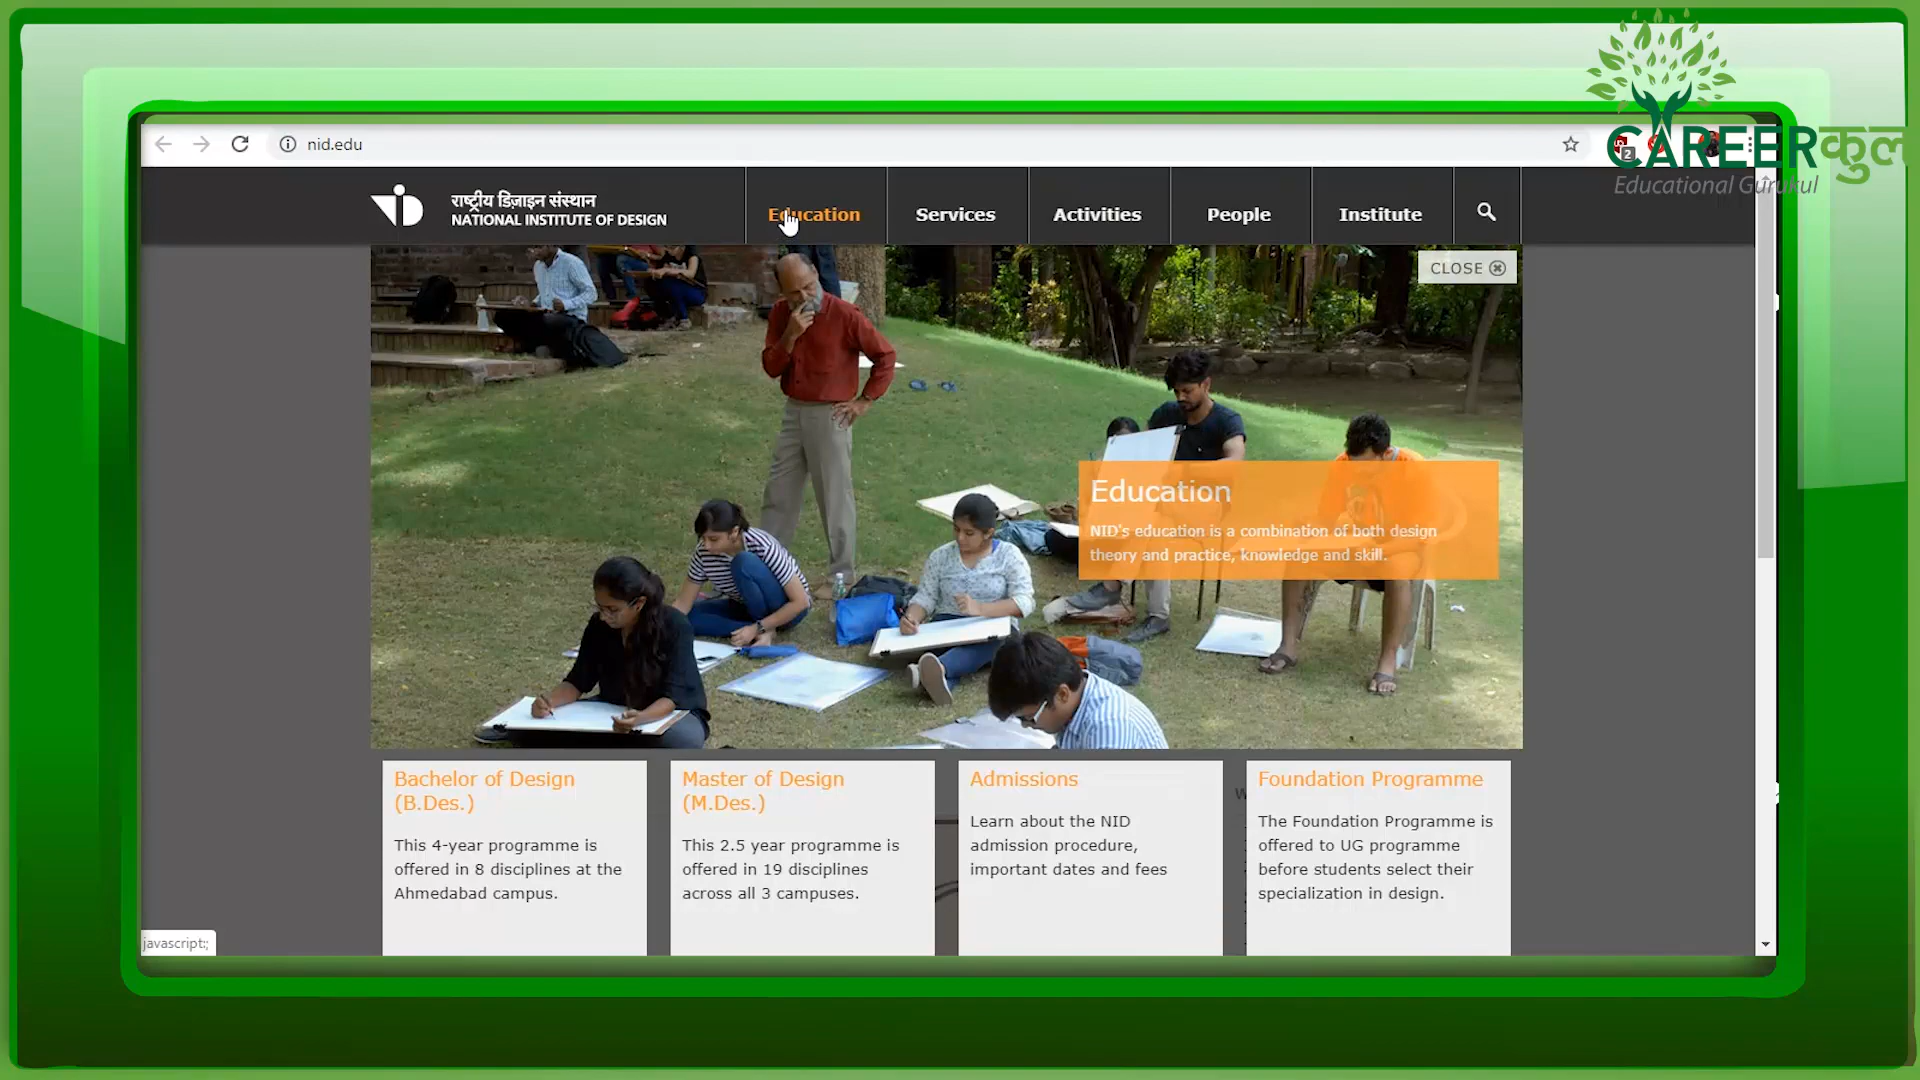 CAREERकुल
Educational Gurukul
nid.edu
2
राष्ट्रीय डिज़ाइन संस्थान
NATIONAL INSTITUTE OF DESIGN
Education
Services
Activities
People
Institute
CLOSE
Education
NID's education is a combination of both design
theory and practice, knowledge and skill.
Bachelor of Design
(B.Des.)
This 4-year programme is
offered in 8 disciplines at the
Ahmedabad campus.
Master of Design
(M.Des.)
This 2.5 year programme is
offered in 19 disciplines
across all 3 campuses.
Admissions
Learn about the NID
admission procedure,
important dates and fees
Foundation Programme
The Foundation Programme is
offered to UG programme
before students select their
specialization in design.
javascript:;